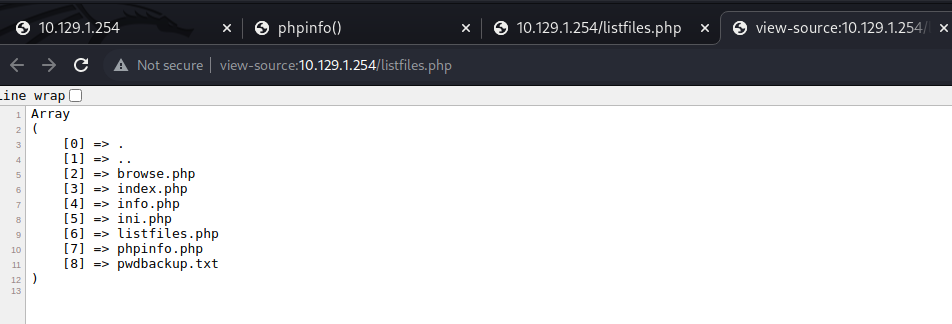 10.129.1.254
phpinfo()
10.129.1.254/listfiles.php
view-source:10.129.1.254/
Not secure
view-source:10.129.1.254/listfiles.php
ine wrap
1 Array
2 (
3 [0] => .
4 [1] => ..
5 [2] => browse.php
6 [3] => index.php
7 [4] => info.php
8 [5] => ini.php
9 [6] => listfiles.php
10 [7] => phpinfo.php
11 [8] => pwdbackup.txt
12 )
13